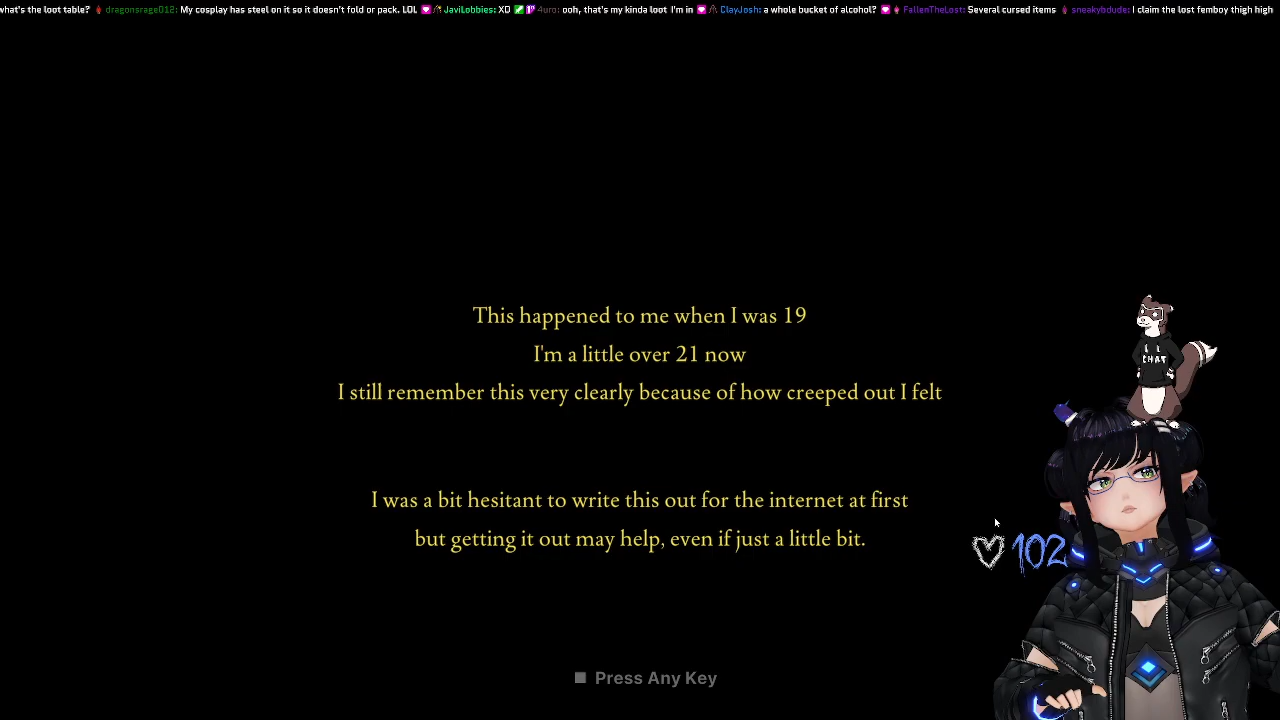 what's the loot table? dragonsrage012: My cosplay has steel on it so it doesn't fold or pack. LOL JaviLobbies: XD 4ura: ooh, that's my kinda loot I'm in ClayJosh: a whole bucket of alcohol? FallenTheLost: Several cursed items sneakybdude: I claim the lost femboy thigh high
This happened to me when I was 19
I'm a little over 21 now
I still remember this very clearly because of how creeped out I felt
I was a bit hesitant to write this out for the internet at first
but getting it out may help, even if just a little bit.
CHAT
102
Press Any Key